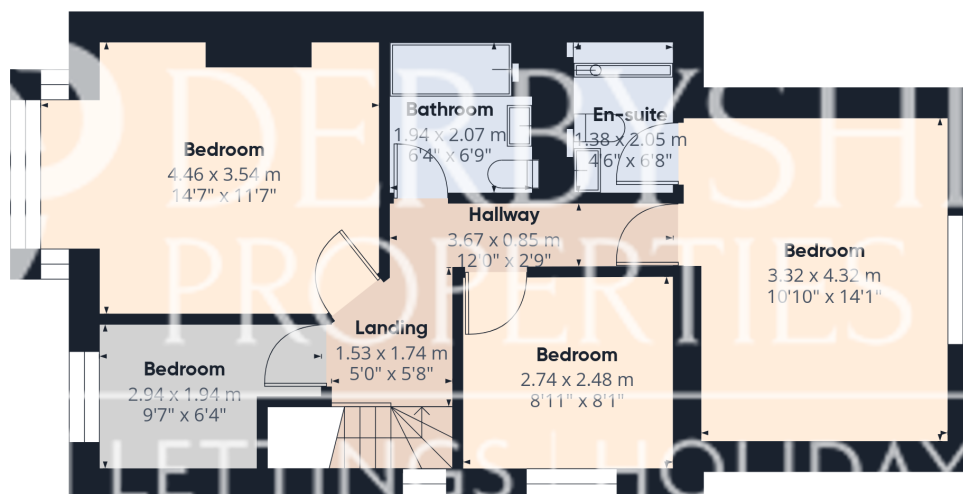 Bathroom
1.94 x 2.07 m
6'4" x 6'9"
En-suite
1.38 x 2.05 m
4'6" x 6'8"
Bedroom
4.46 x 3.54 m
14'7" x 11'7"
Hallway
3.67 x 0.85 m
12'0" x 2'9"
Bedroom
3.32 x 4.32 m
10'10" x 14'1"
Landing
1.53 x 1.74 m
5'0" x 5'8"
Bedroom
2.94 x 1.94 m
9'7" x 6'4"
Bedroom
2.74 x 2.48 m
8'11" x 8'1"
DERBYSHI
PROPERTIES
LETTINGS | HOLIDAY